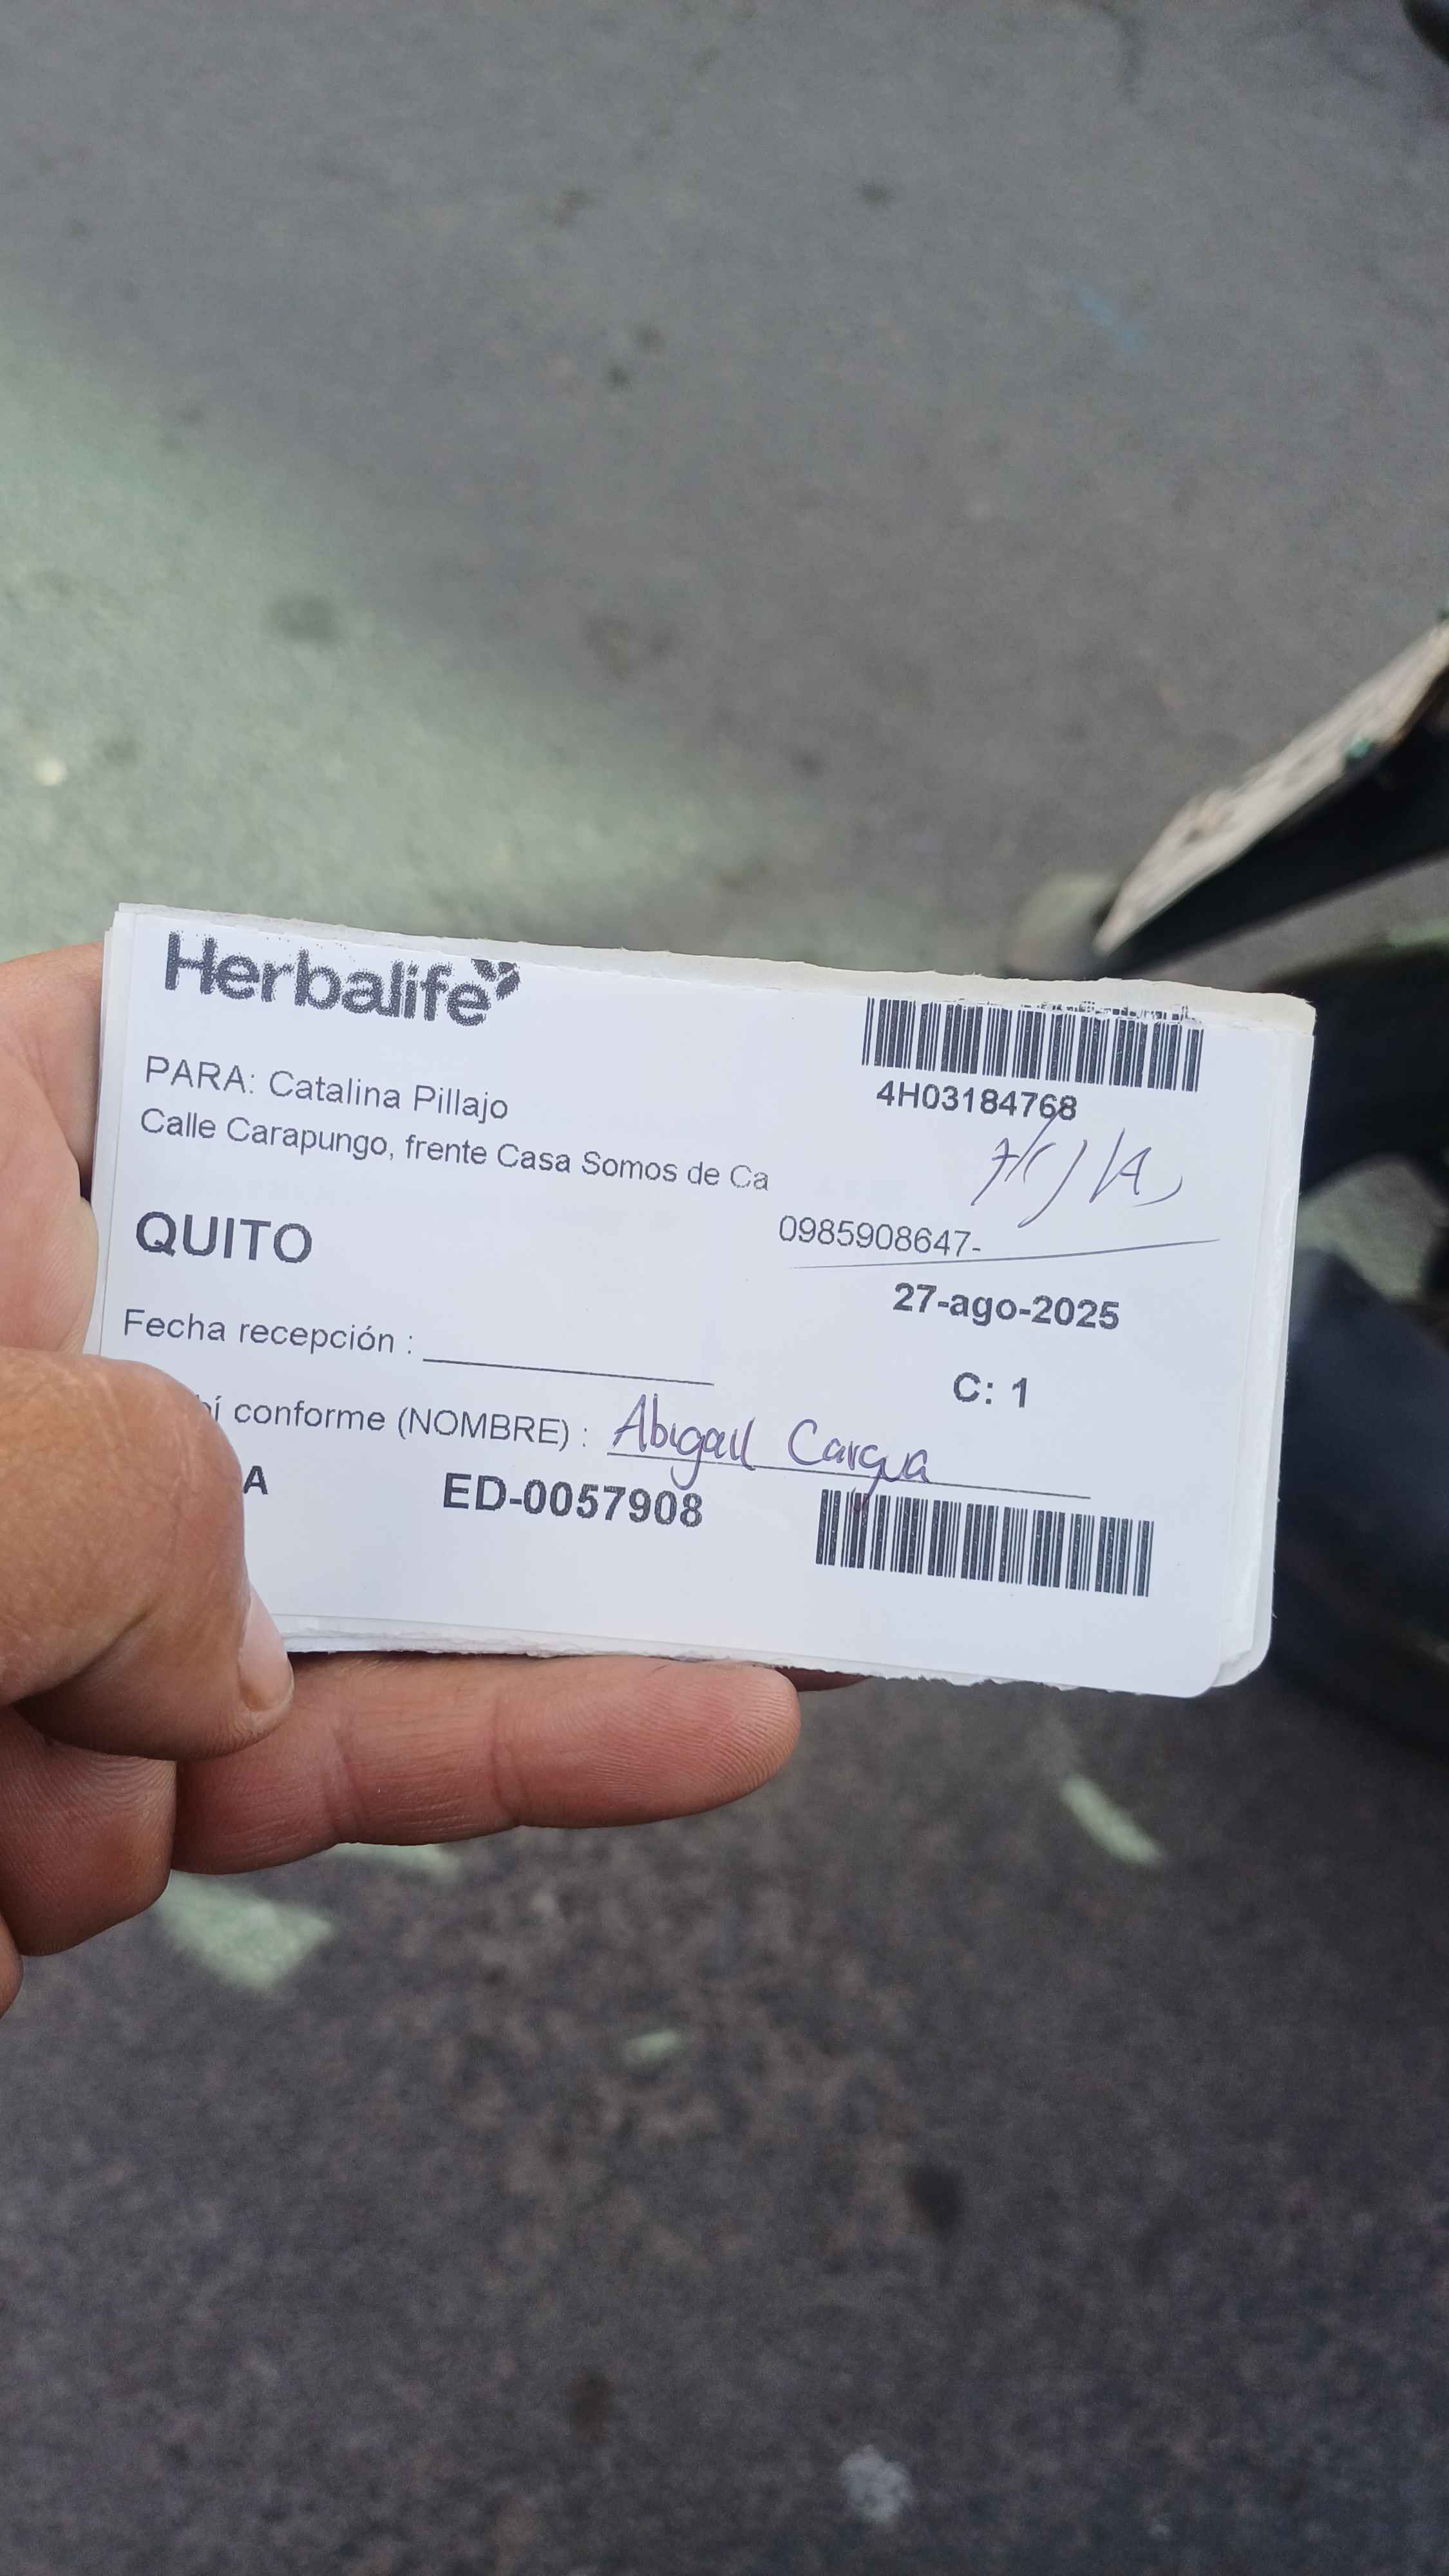 Herbalife
4H03184768
PARA: Catalina Pillajo
Calle Carapungo, frente Casa Somos de Ca
0985908647-
QUITO
27-ago-2025
Fecha recepción :
C: 1
conforme (NOMBRE) : Abigail Cargua
A ED-0057908